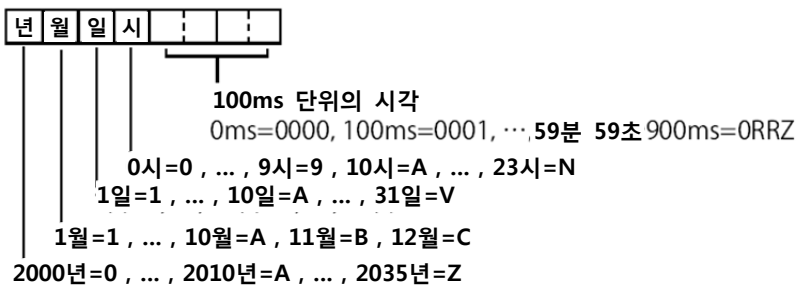 년 월 일 시
100ms 단위의 시각
0ms=0000, 100ms=0001, ⋯, 59분 59초 900ms=0RRZ
0시=0 , ... , 9시=9 , 10시=A , ... , 23시=N
1일=1 , ... , 10일=A , ... , 31일=V
1월=1 , ... , 10월=A , 11월=B , 12월=C
2000년=0 , ... , 2010년=A , ... , 2035년=Z